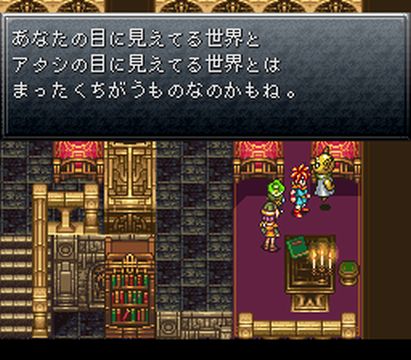 あなたの目に見えてる世界と
アタシの目に見えてる世界とは
まったくちがうものなのかもね。